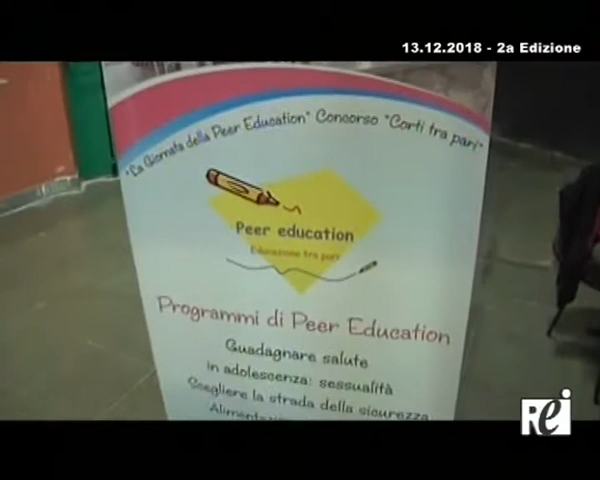 13.12.2018 - 2a Edizione
"La Giornata della Peer Education" Concorso "Corti tra pari"
Peer education
Educazione tra pari
Programmi di Peer Education
Guadagnare salute
in adolescenza: sessualità
Scegliere la strada della sicurezza
REi